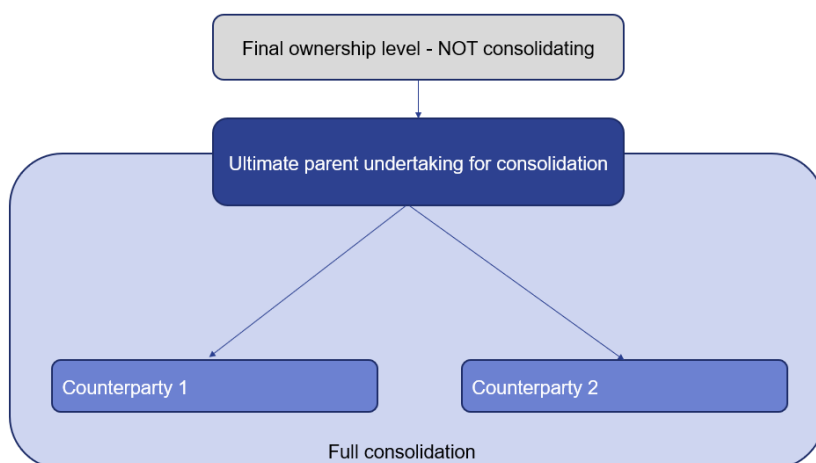 Final ownership level - NOT consolidating
Ultimate parent undertaking for consolidation
Counterparty 1
Counterparty 2
Full consolidation